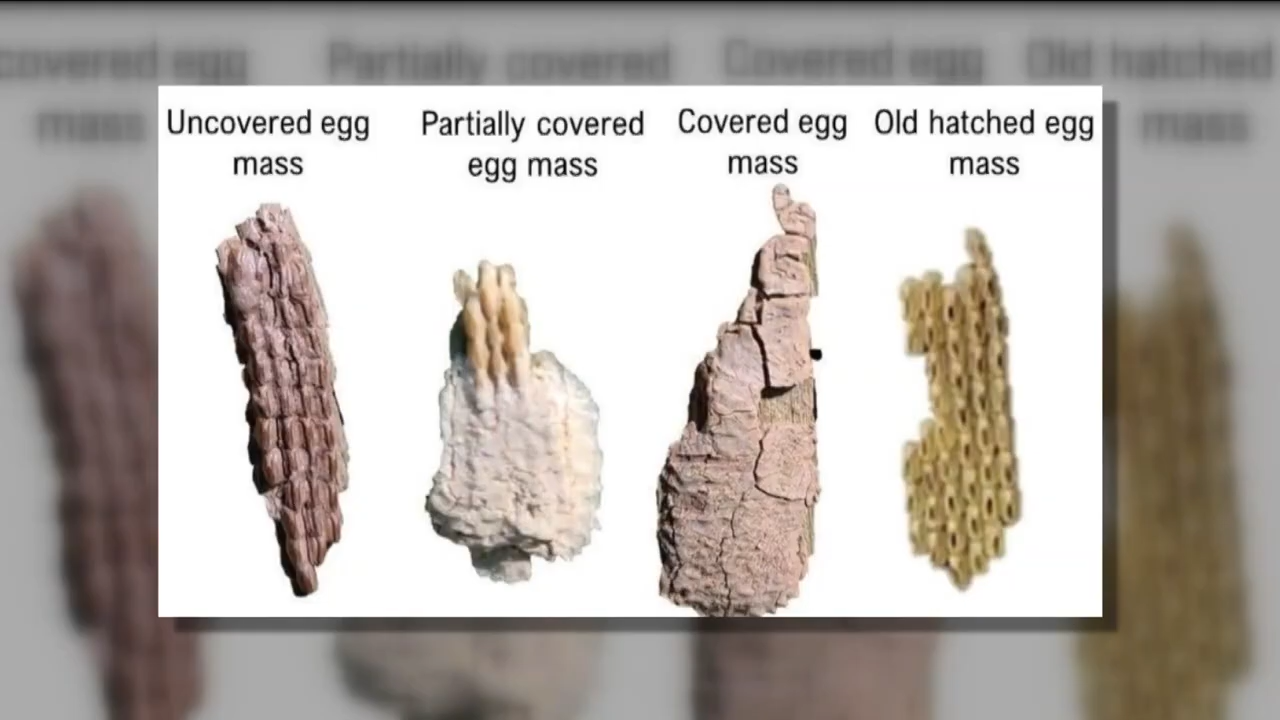 Uncovered egg
mass
Partially covered
egg mass
Covered egg
mass
Old hatched egg
mass